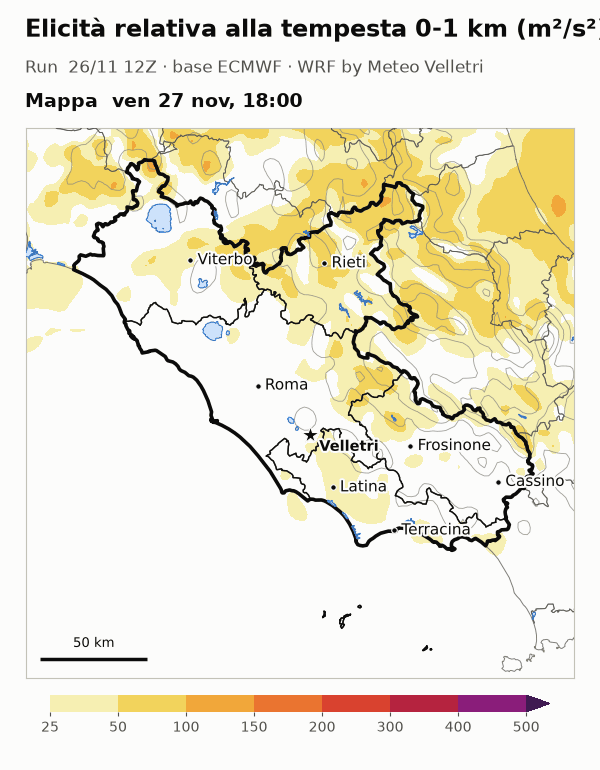 Elicità relativa alla tempesta 0-1 km (m²/s²)
Run  26/11 12Z · base ECMWF · WRF by Meteo Velletri
Mappa  ven 27 nov, 18:00
Viterbo
Rieti
Roma
Velletri
Frosinone
Latina
Cassino
Terracina
50 km
25 50 100 150 200 300 400 500